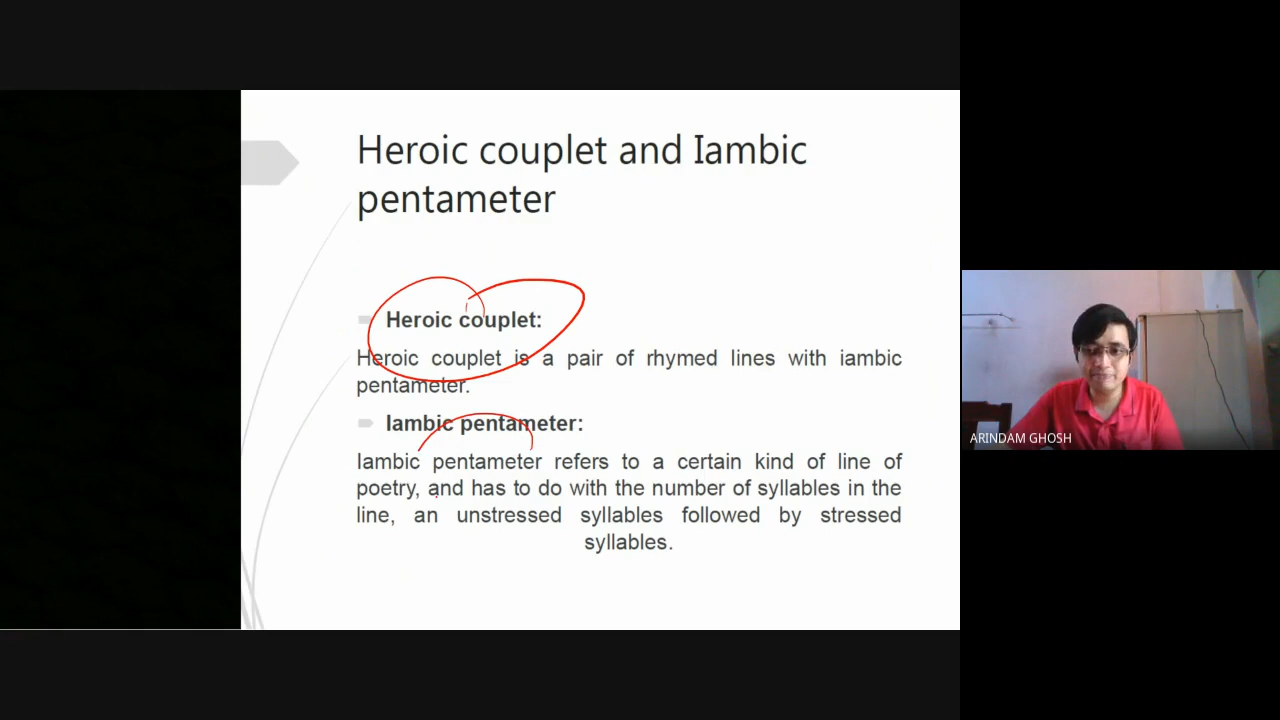 Heroic couplet and Iambic
pentameter
Heroic couplet:
Heroic couplet is a pair of rhymed lines with iambic
pentameter.
Iambic pentameter:
Iambic pentameter refers to a certain kind of line of
poetry, and has to do with the number of syllables in the
line, an unstressed syllables followed by stressed
syllables.
ARINDAM GHOSH